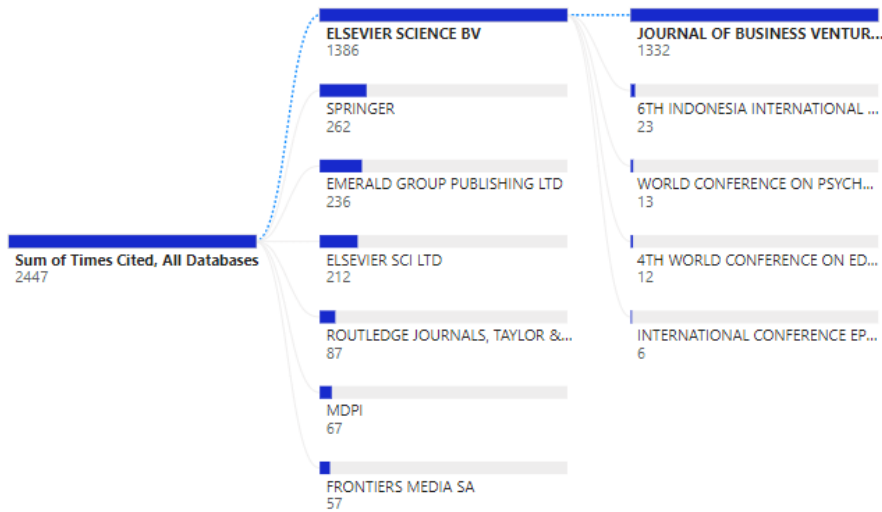 Sum of Times Cited, All Databases
2447
ELSEVIER SCIENCE BV
1386
SPRINGER
262
EMERALD GROUP PUBLISHING LTD
236
ELSEVIER SCI LTD
212
ROUTLEDGE JOURNALS, TAYLOR &...
87
MDPI
67
FRONTIERS MEDIA SA
57
JOURNAL OF BUSINESS VENTUR...
1332
6TH INDONESIA INTERNATIONAL ...
23
WORLD CONFERENCE ON PSYCH...
13
4TH WORLD CONFERENCE ON ED...
12
INTERNATIONAL CONFERENCE EP...
6